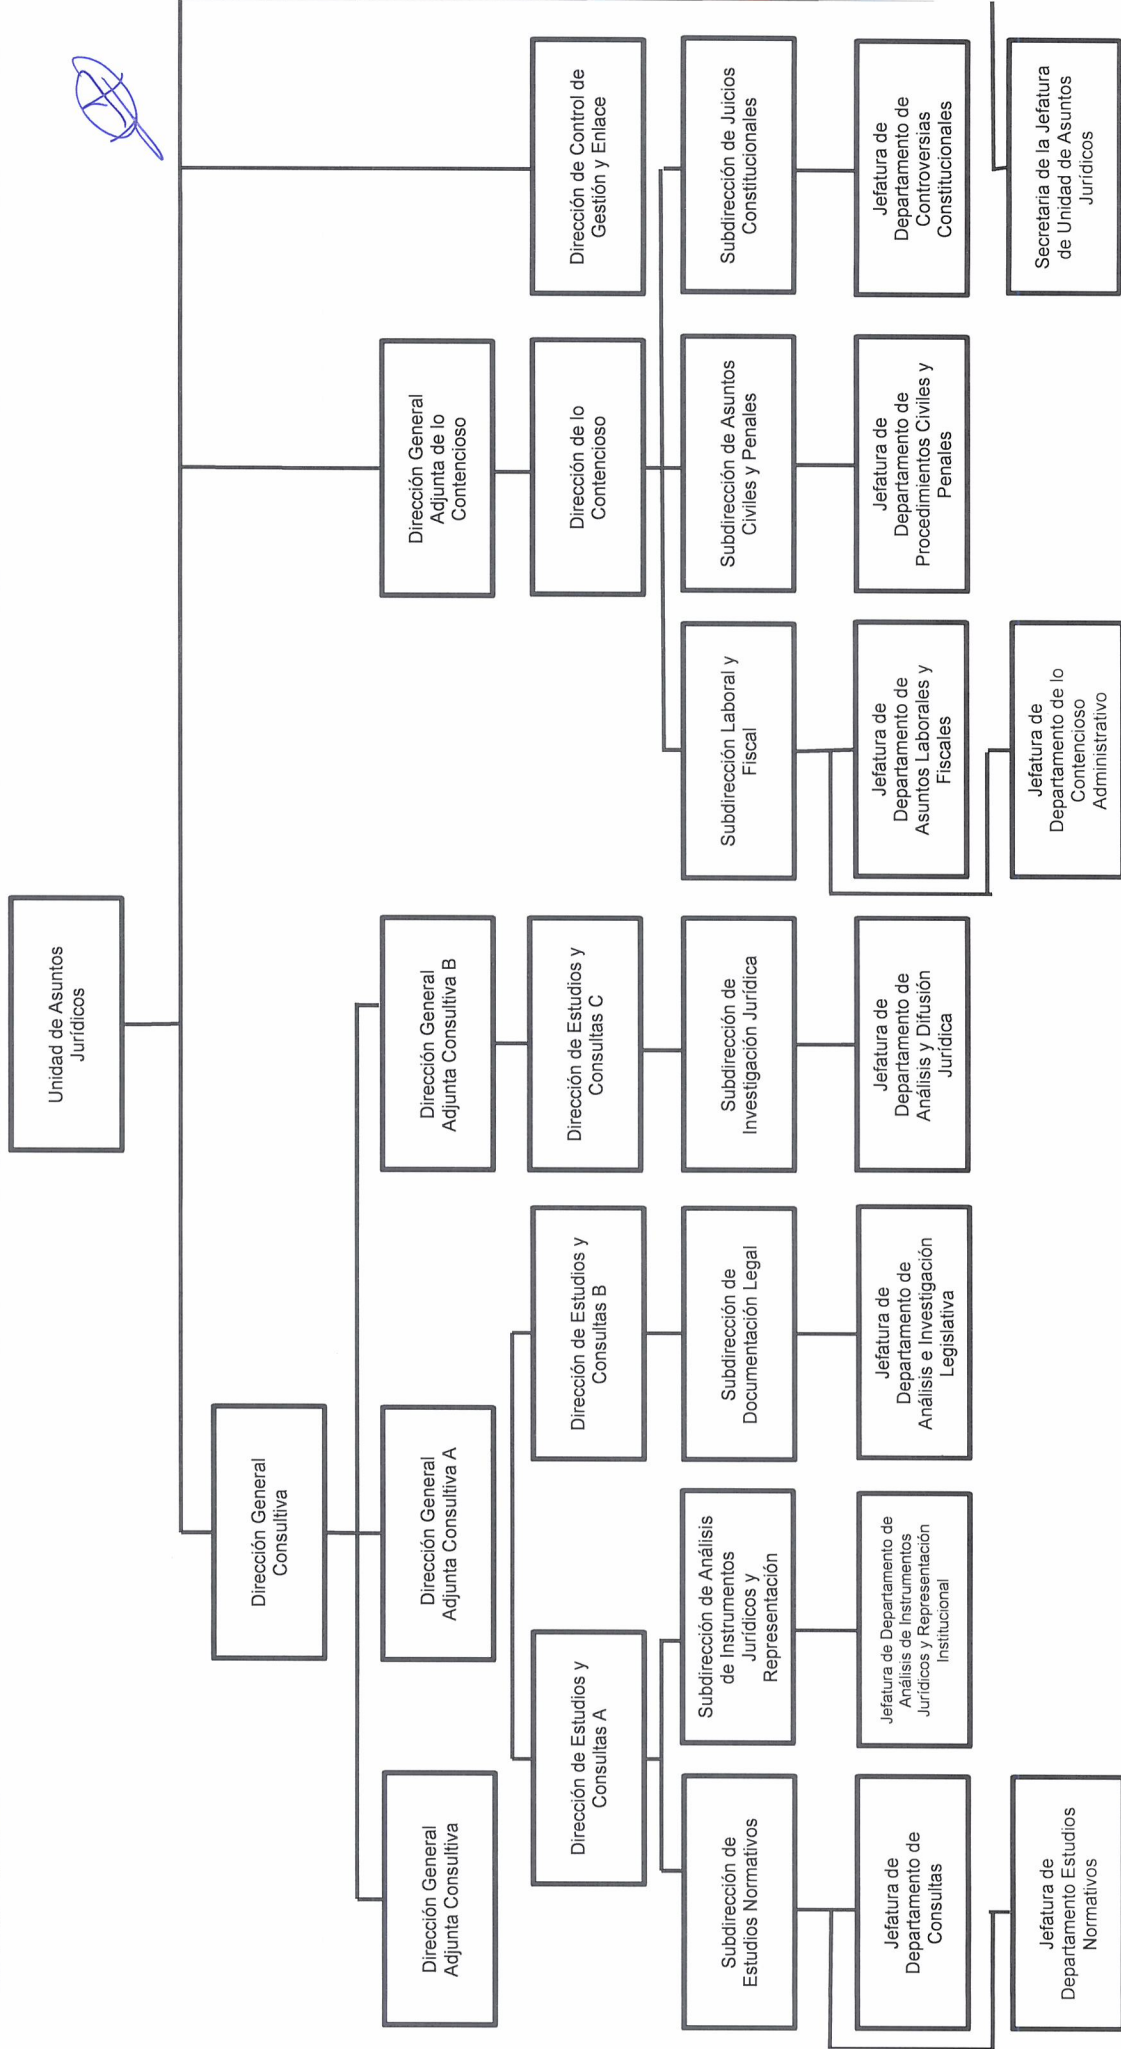 Unidad de Asuntos
Jurídicos
Dirección General
Consultiva
Dirección General
Adjunta Consultiva
Dirección General
Adjunta Consultiva A
Dirección General
Adjunta Consultiva B
Dirección General
Adjunta de lo
Contencioso
Dirección de Estudios y
Consultas A
Dirección de Estudios y
Consultas B
Dirección de Estudios y
Consultas C
Dirección de lo
Contencioso
Dirección de Control de
Gestión y Enlace
Subdirección de
Estudios Normativos
Subdirección de Análisis
de Instrumentos
Jurídicos y
Representación
Subdirección de
Documentación Legal
Subdirección de
Investigación Jurídica
Subdirección Laboral y
Fiscal
Subdirección de Asuntos
Civiles y Penales
Subdirección de Juicios
Constitucionales
Jefatura de
Departamento de
Consultas
Jefatura de Departamento de
Análisis de Instrumentos
Jurídicos y Representación
Institucional
Jefatura de
Departamento de
Análisis e Investigación
Legislativa
Jefatura de
Departamento de
Análisis y Difusión
Jurídica
Jefatura de
Departamento de
Asuntos Laborales y
Fiscales
Jefatura de
Departamento de
Procedimientos Civiles y
Penales
Jefatura de
Departamento de
Controversias
Constitucionales
Jefatura de
Departamento Estudios
Normativos
Jefatura de
Departamento de lo
Contencioso
Administrativo
Secretaria de la Jefatura
de Unidad de Asuntos
Jurídicos